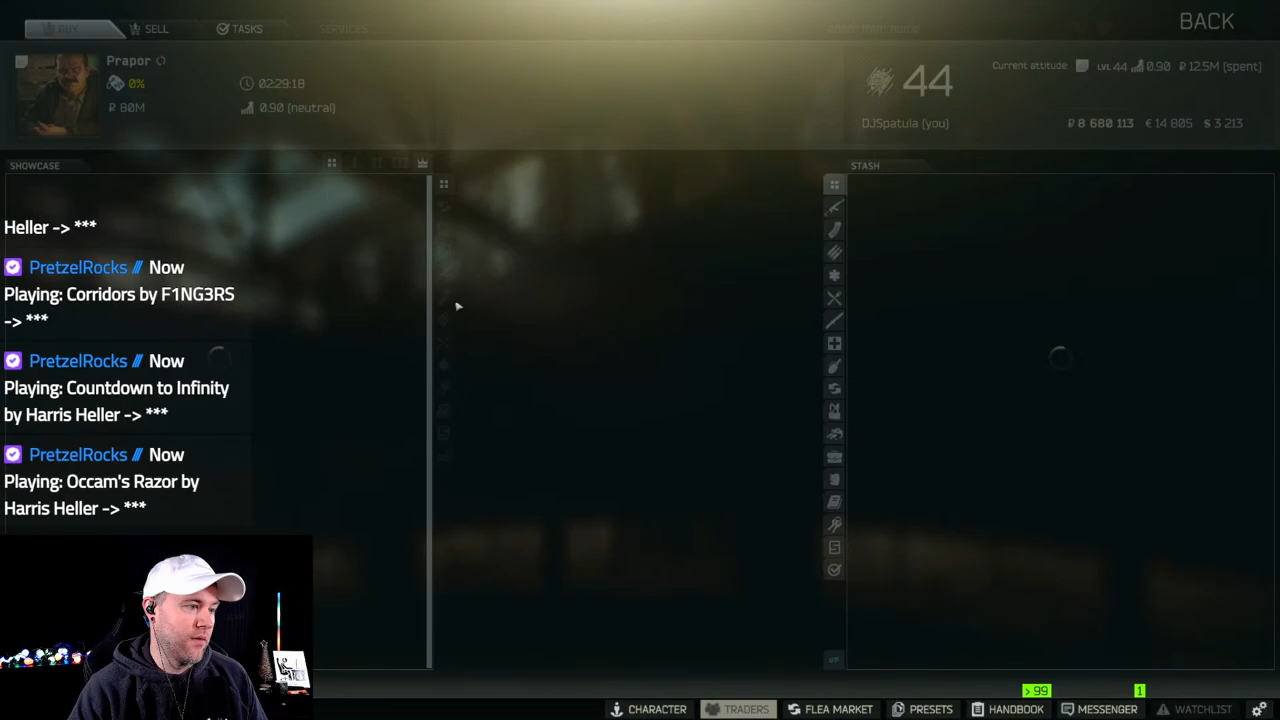 BUY
SELL
TASKS
SERVICES
BACK
Prapor
0%
₽ 80M
02:29:18
0.90 (neutral)
44
DJSpatula (you)
Current attitude: LVL 44 0.90 ₽ 12.5M (spent)
₽ 8 680 113 € 14 805 $ 3 213
SHOWCASE
STASH
Heller -> ***
PretzelRocks /// Now
Playing: Corridors by F1NG3RS
-> ***
PretzelRocks /// Now
Playing: Countdown to Infinity
by Harris Heller -> ***
PretzelRocks /// Now
Playing: Occam's Razor by
Harris Heller -> ***
> 99
1
CHARACTER
TRADERS
FLEA MARKET
PRESETS
HANDBOOK
MESSENGER
WATCHLIST